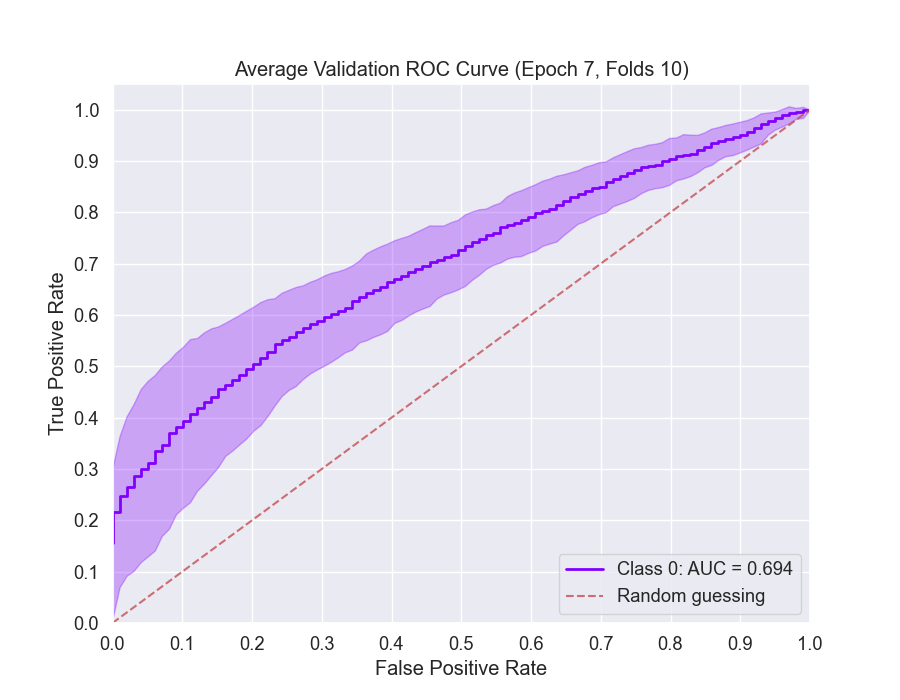 Average Validation ROC Curve (Epoch 7, Folds 10)
True Positive Rate
1.0
0.9
0.8
0.7
0.6
0.5
0.4
0.3
0.2
0.1
0.0
Class 0: AUC = 0.694
Random guessing
0.0 0.1 0.2 0.3 0.4 0.5 0.6 0.7 0.8 0.9 1.0
False Positive Rate